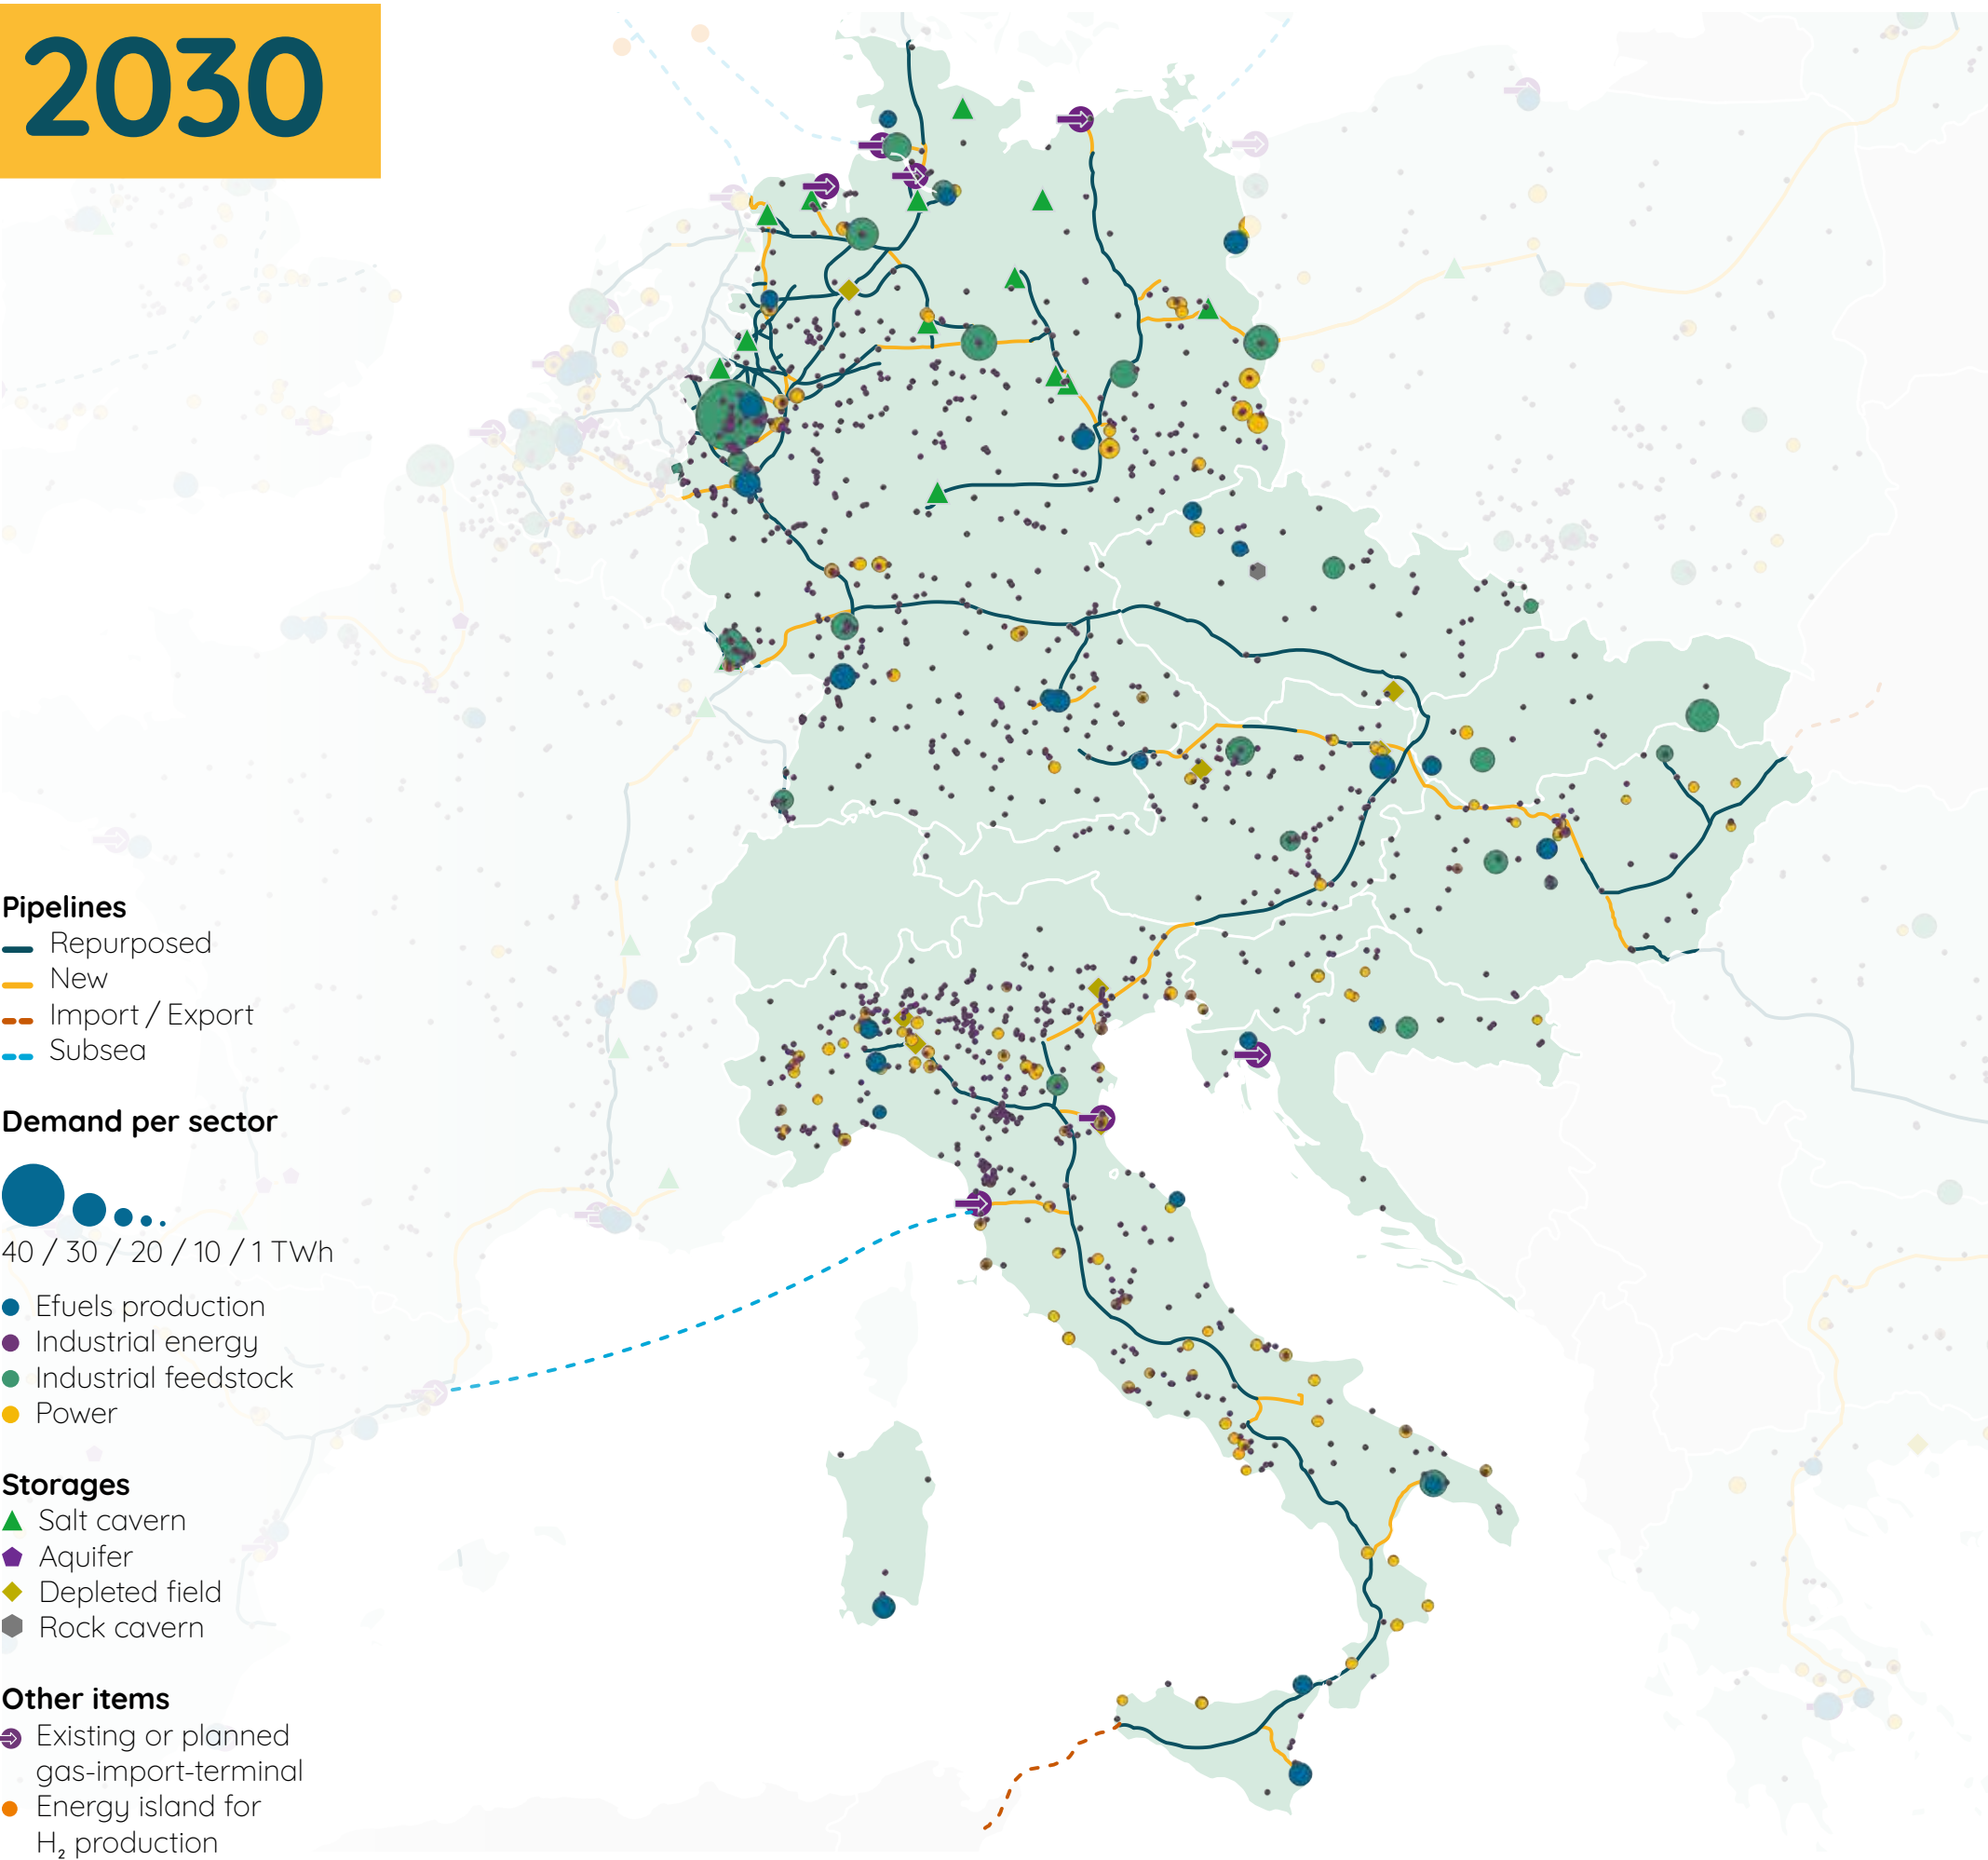 2030
Pipelines
Repurposed
New
Import / Export
Subsea
Demand per sector
40 / 30 / 20 / 10 / 1 TWh
Efuels production
Industrial energy
Industrial feedstock
Power
Storages
Salt cavern
Aquifer
Depleted field
Rock cavern
Other items
Existing or planned
gas-import-terminal
Energy island for
H₂ production